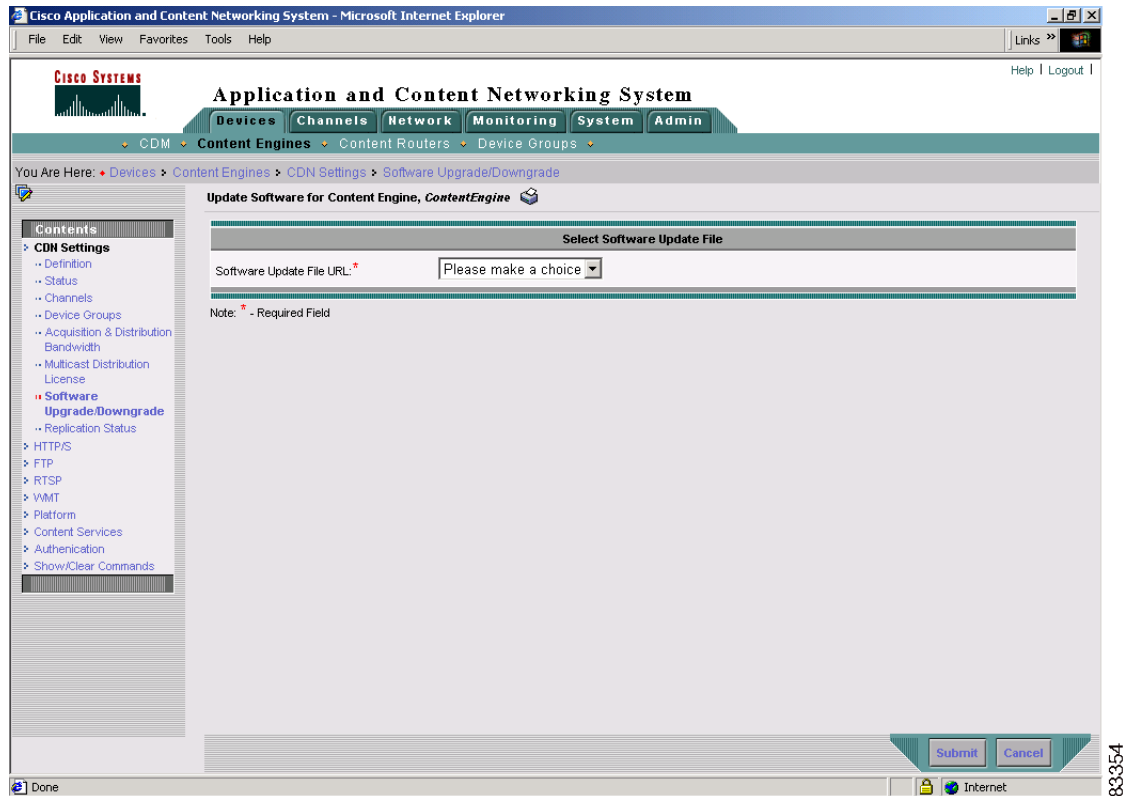 Cisco Application and Content Networking System - Microsoft Internet Explorer
File Edit View Favorites Tools Help
Links »
Help | Logout |
CISCO SYSTEMS
Application and Content Networking System
Devices Channels Network Monitoring System Admin
CDM Content Engines Content Routers Device Groups
You Are Here: Devices Content Engines CDN Settings Software Upgrade/Downgrade
Update Software for Content Engine, ContentEngine
Contents
CDN Settings
Definition
Status
Channels
Device Groups
Acquisition & Distribution
Bandwidth
Multicast Distribution
License
Software
Upgrade/Downgrade
Replication Status
HTTP/S
FTP
RTSP
WMT
Platform
Content Services
Authenication
Show/Clear Commands
Select Software Update File
Software Update File URL:* Please make a choice
Note: * - Required Field
Submit Cancel
Done
Internet
83354